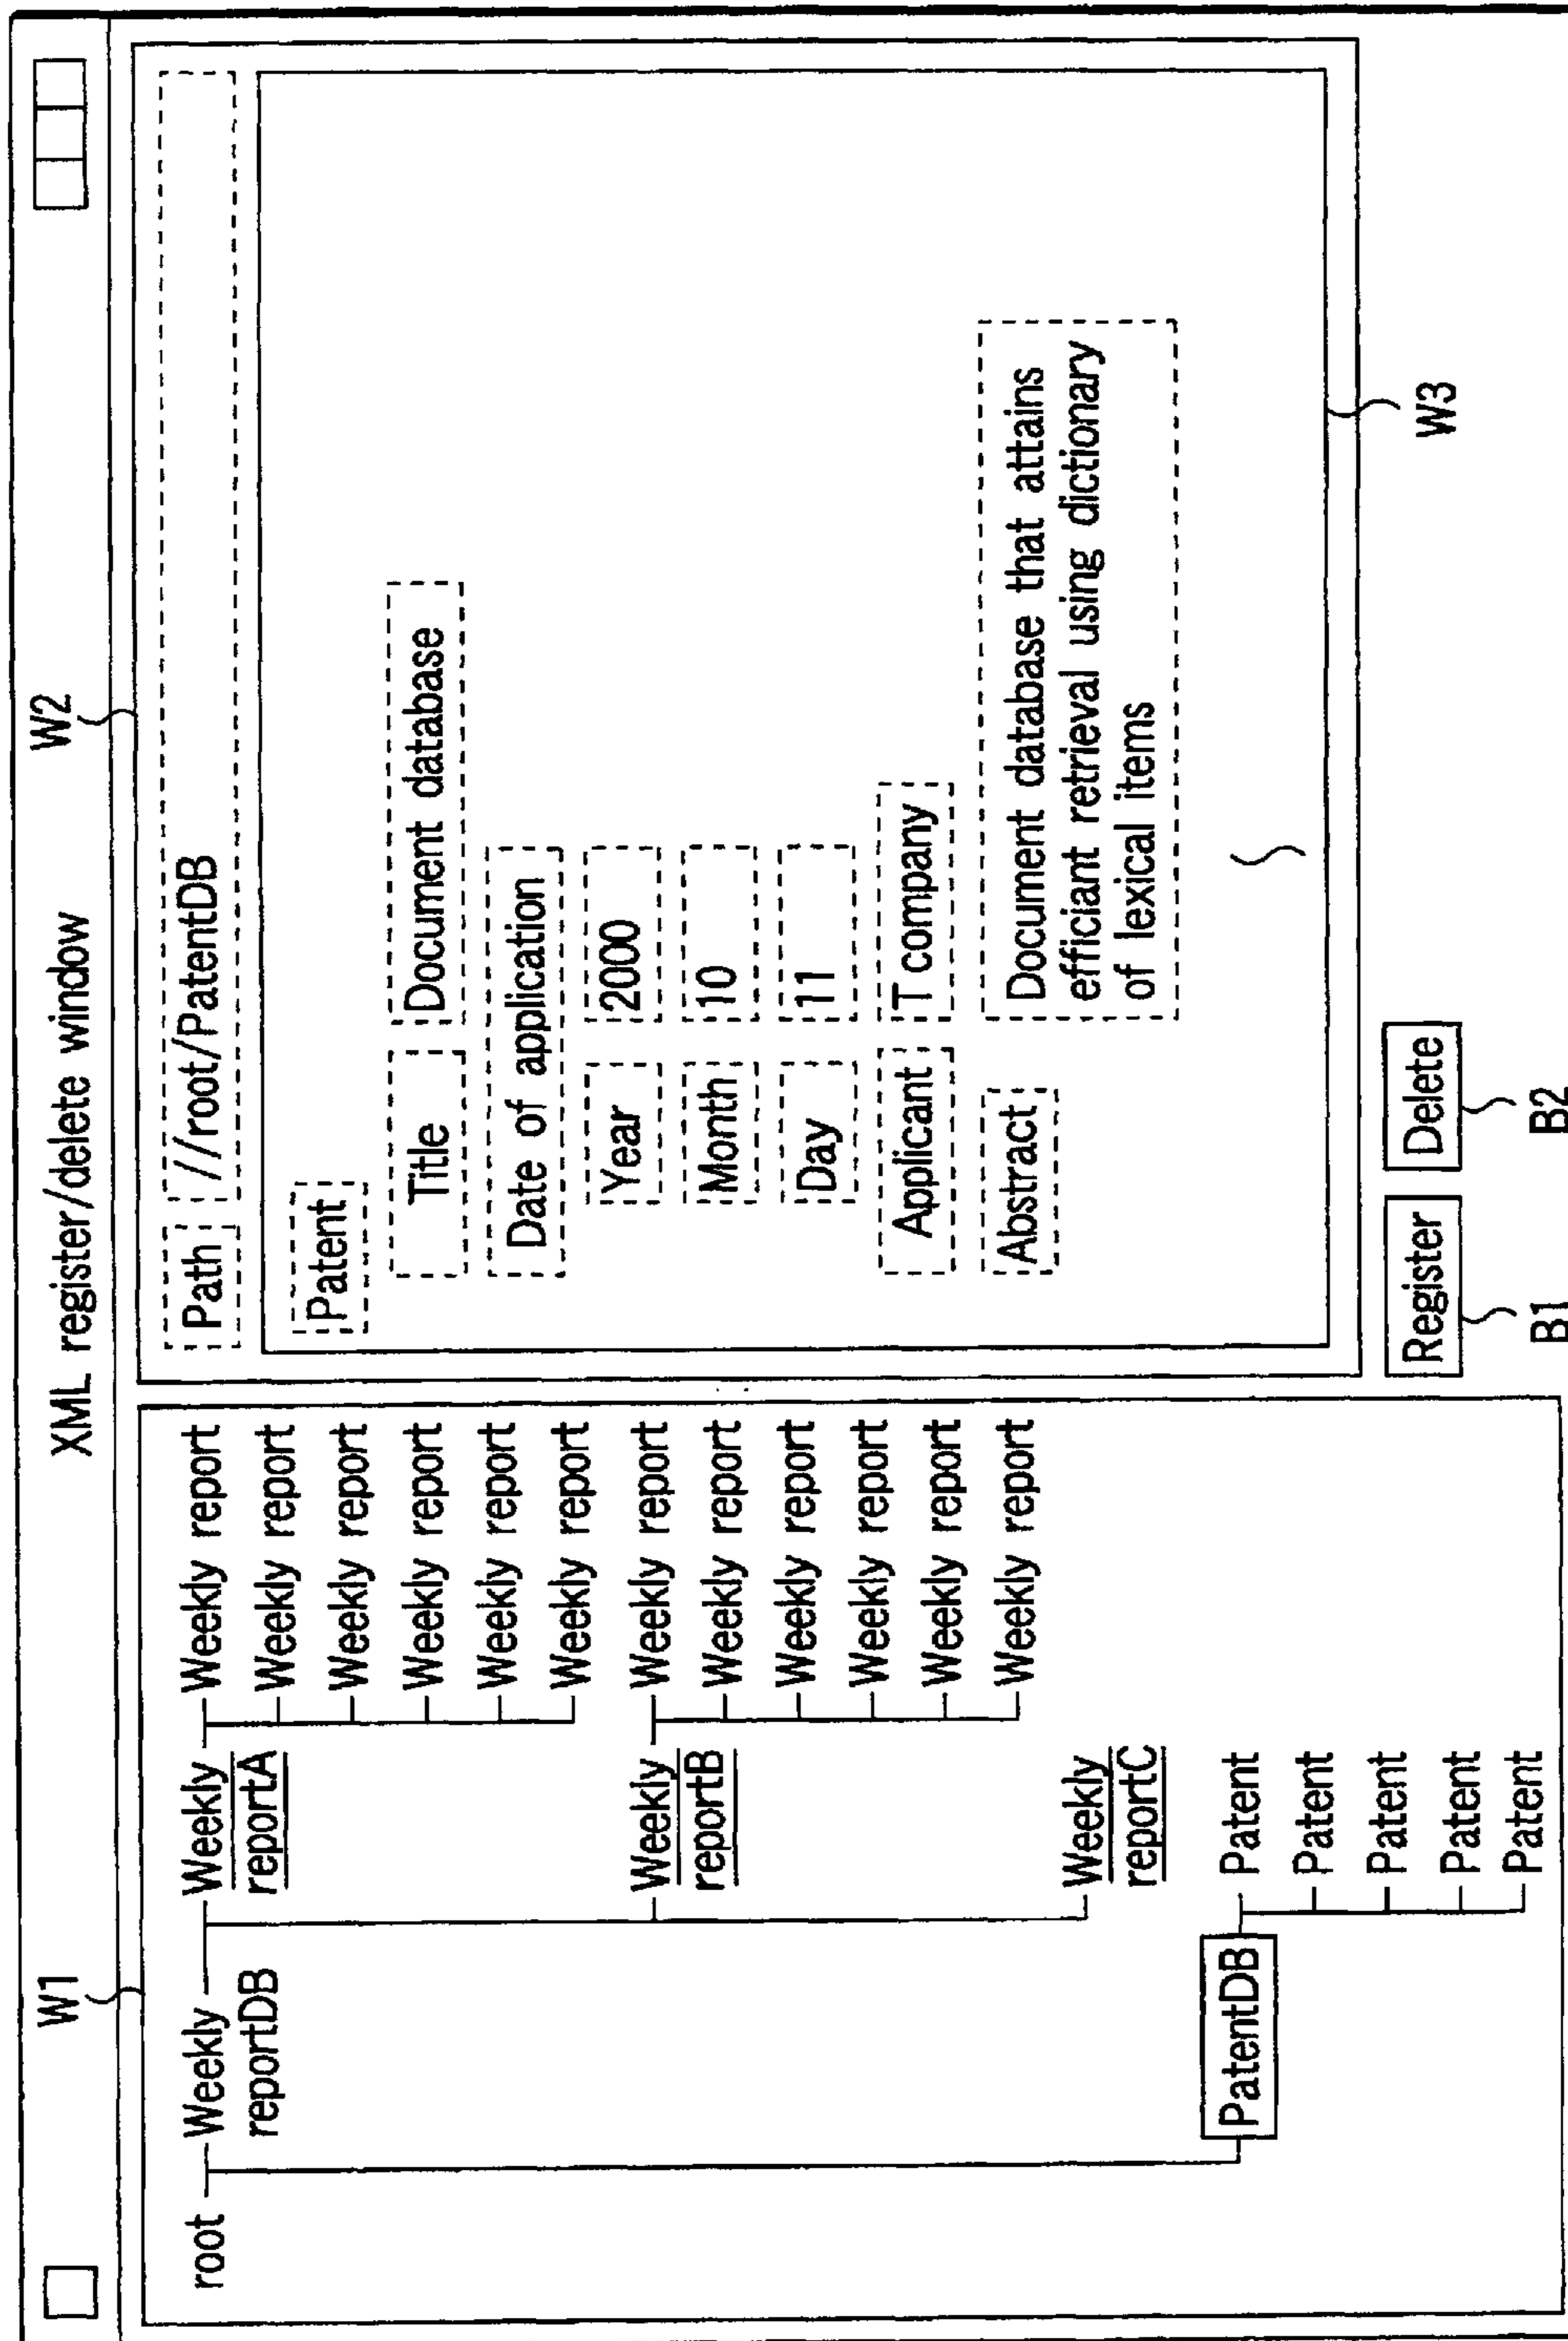 XML register/delete window
W1
W2
root
Weekly
reportDB
Weekly
reportA
Weekly report
Weekly report
Weekly report
Weekly report
Weekly report
Weekly report
Weekly
reportB
Weekly report
Weekly report
Weekly report
Weekly report
Weekly report
Weekly report
Weekly
reportC
PatentDB
Patent
Patent
Patent
Patent
Patent
Path //root/PatentDB
Patent
Title Document database
Date of application
Year 2000
Month 10
Day 11
Applicant T company
Abstract Document database that attains
efficiant retrieval using dictionary
of lexical items
W3
Register Delete
B1 B2